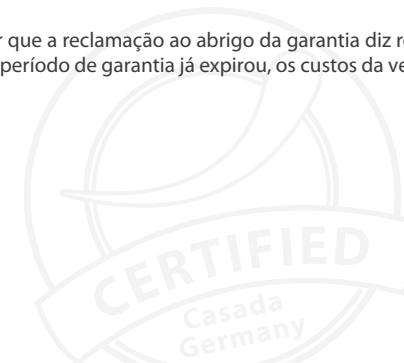 r que a reclamação ao abrigo da garantia diz r
período de garantia já expirou, os custos da ve
CERTIFIED
Casada
Germany